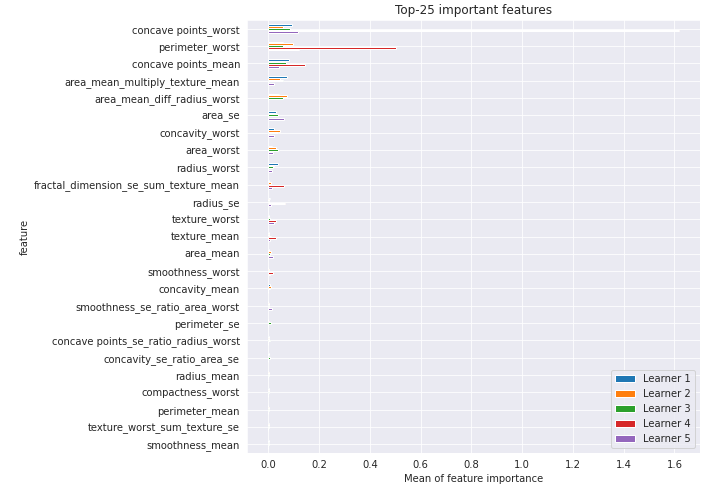 Top-25 important features
concave points_worst
perimeter_worst
concave points_mean
area_mean_multiply_texture_mean
area_mean_diff_radius_worst
area_se
concavity_worst
area_worst
radius_worst
fractal_dimension_se_sum_texture_mean
radius_se
texture_worst
texture_mean
area_mean
smoothness_worst
concavity_mean
smoothness_se_ratio_area_worst
perimeter_se
concave points_se_ratio_radius_worst
concavity_se_ratio_area_se
radius_mean
compactness_worst
perimeter_mean
texture_worst_sum_texture_se
smoothness_mean
feature
Learner 1
Learner 2
Learner 3
Learner 4
Learner 5
0.0 0.2 0.4 0.6 0.8 1.0 1.2 1.4 1.6
Mean of feature importance